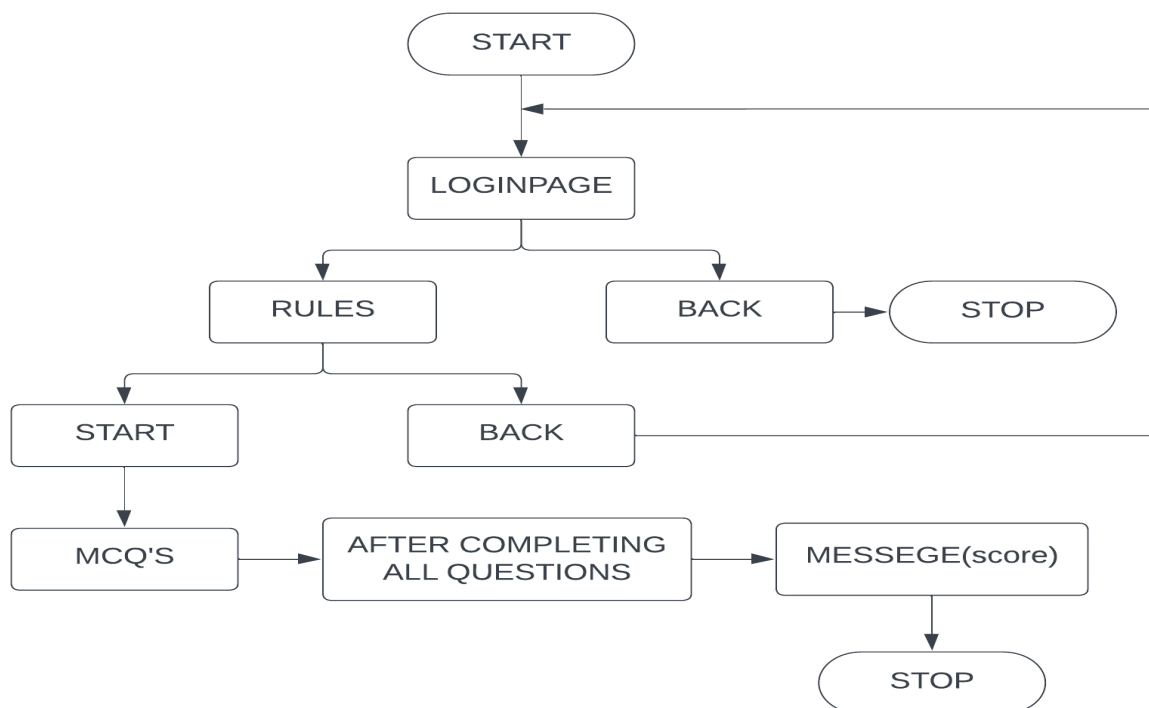 START
LOGINPAGE
RULES
BACK
STOP
START
BACK
MCQ'S
AFTER COMPLETING
ALL QUESTIONS
MESSEGE(score)
STOP